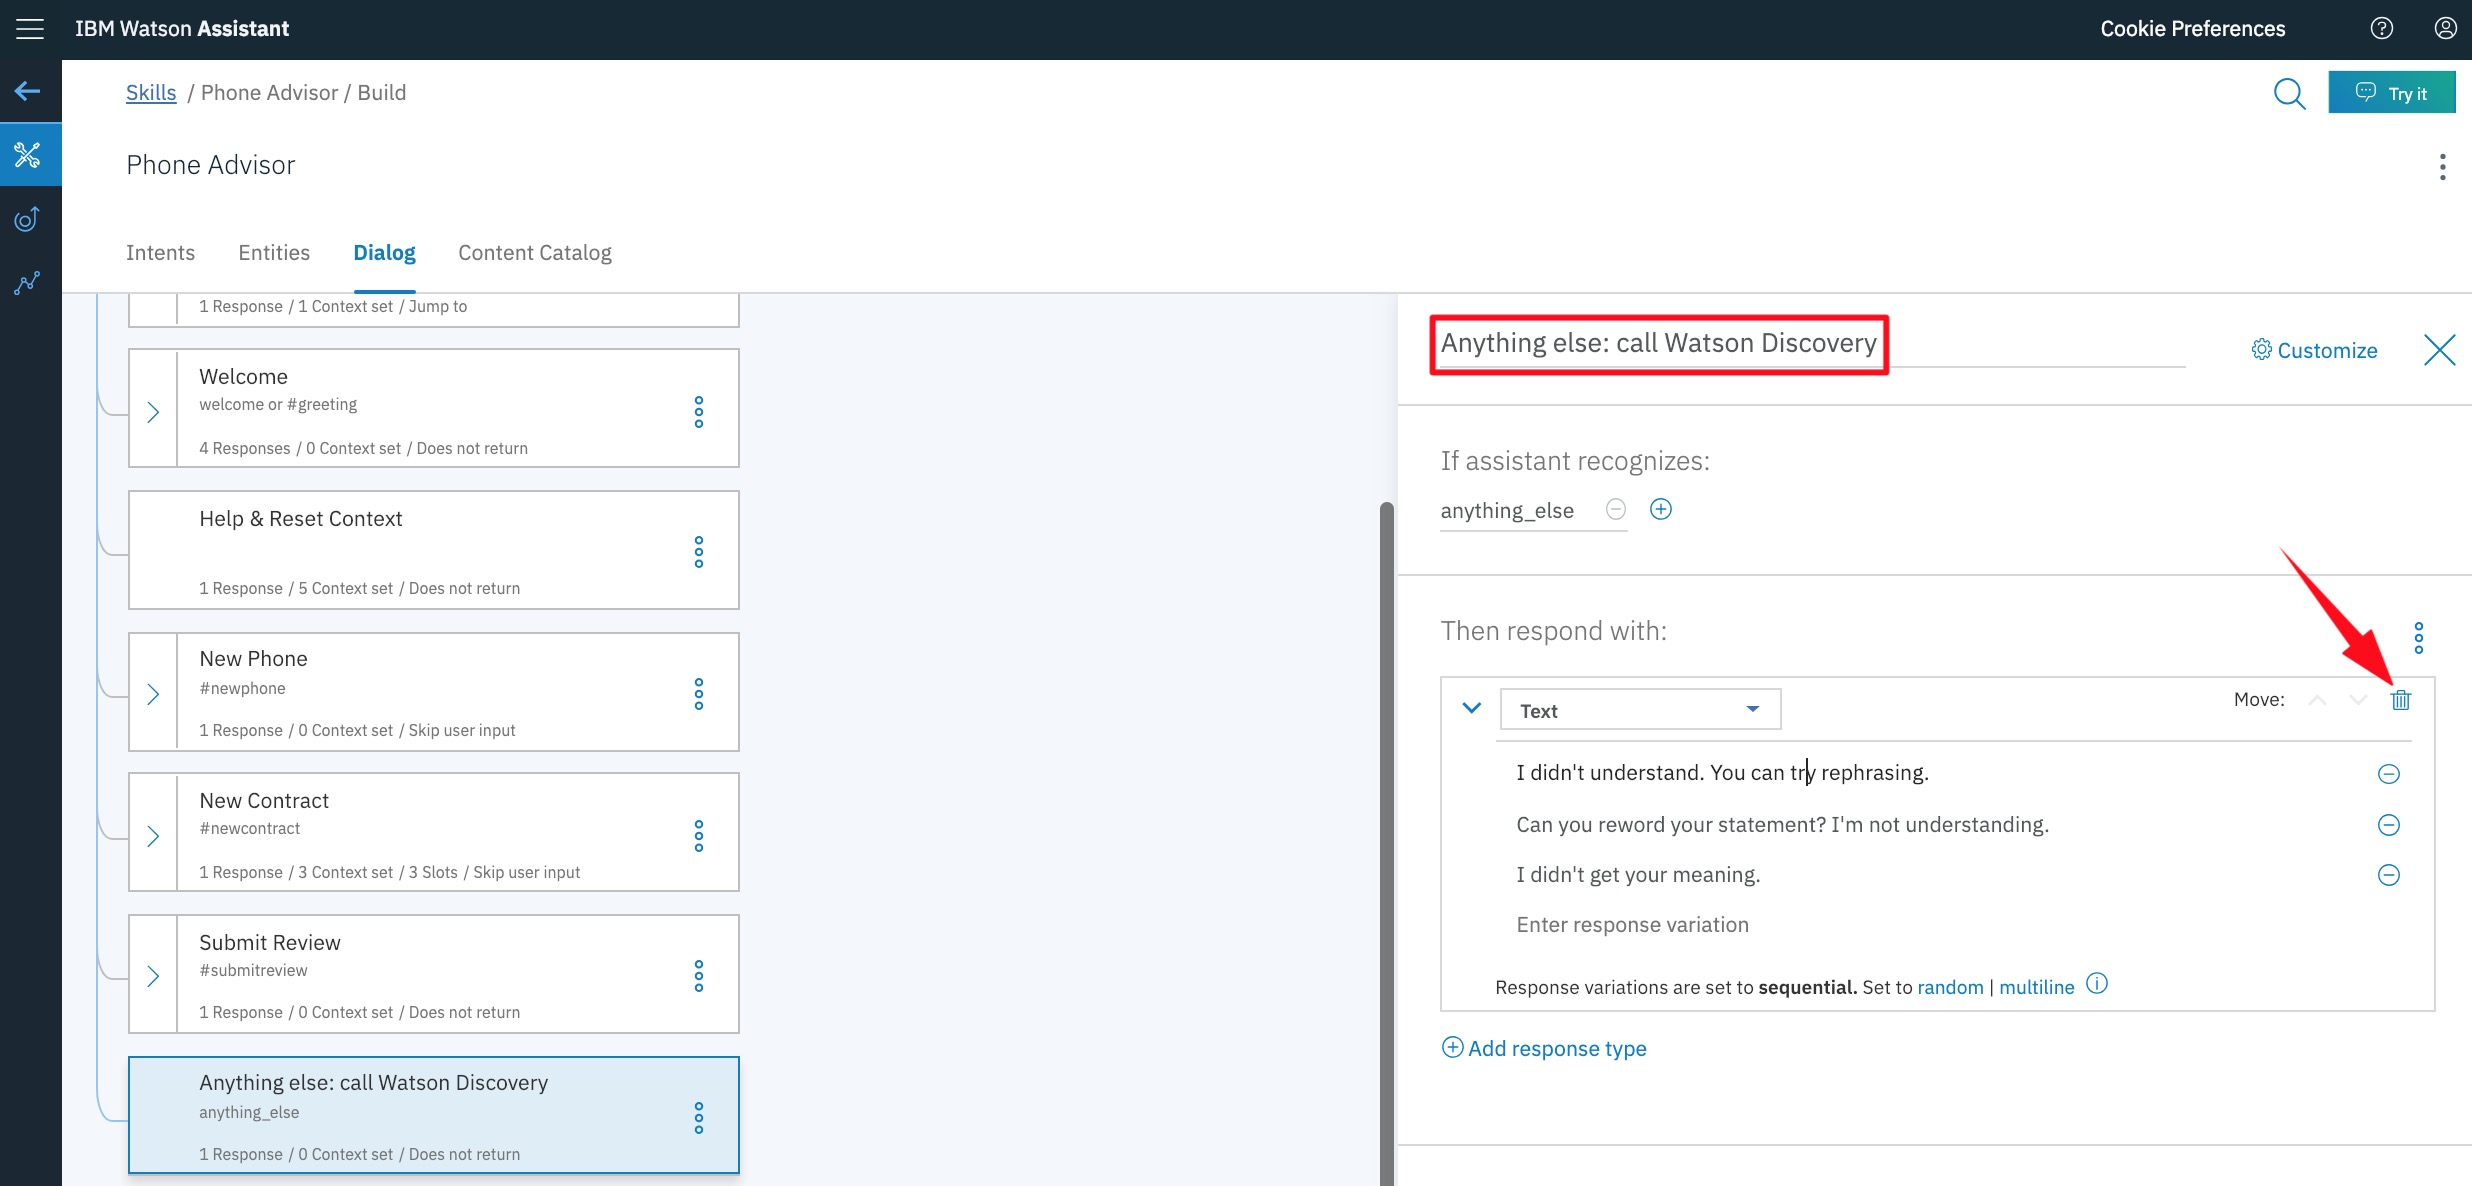 IBM Watson Assistant
Cookie Preferences
Skills / Phone Advisor / Build
Try it
Phone Advisor
Intents
Entities
Dialog
Content Catalog
1 Response / 1 Context set / Jump to
Welcome
welcome or #greeting
4 Responses / 0 Context set / Does not return
Help & Reset Context
1 Response / 5 Context set / Does not return
New Phone
#newphone
1 Response / 0 Context set / Skip user input
New Contract
#newcontract
1 Response / 3 Context set / 3 Slots / Skip user input
Submit Review
#submitreview
1 Response / 0 Context set / Does not return
Anything else: call Watson Discovery
anything_else
1 Response / 0 Context set / Does not return
Anything else: call Watson Discovery
Customize
If assistant recognizes:
anything_else
Then respond with:
Text
Move:
I didn't understand. You can try rephrasing.
Can you reword your statement? I'm not understanding.
I didn't get your meaning.
Enter response variation
Response variations are set to sequential. Set to random | multiline
Add response type